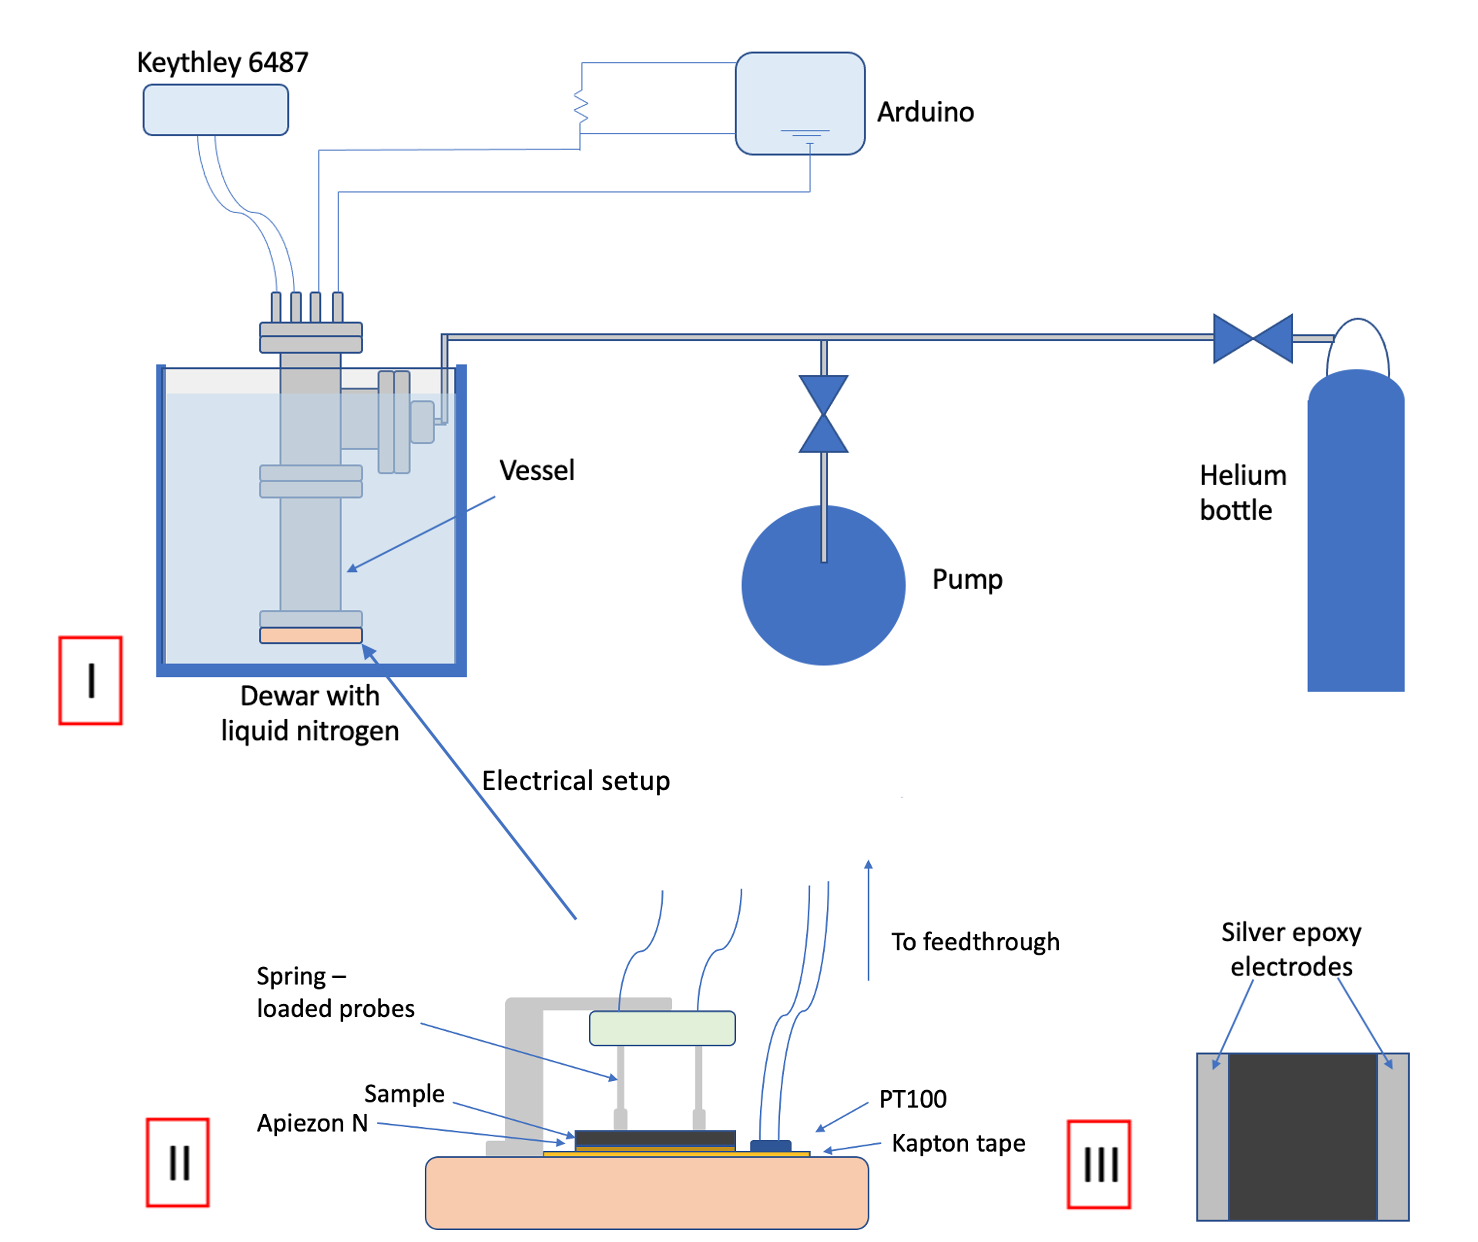 Keythley 6487
Arduino
Vessel
Helium
bottle
Pump
I
Dewar with
liquid nitrogen
Electrical setup
To feedthrough
Silver epoxy
electrodes
Spring –
loaded probes
Sample
Apiezon N
PT100
Kapton tape
II
III